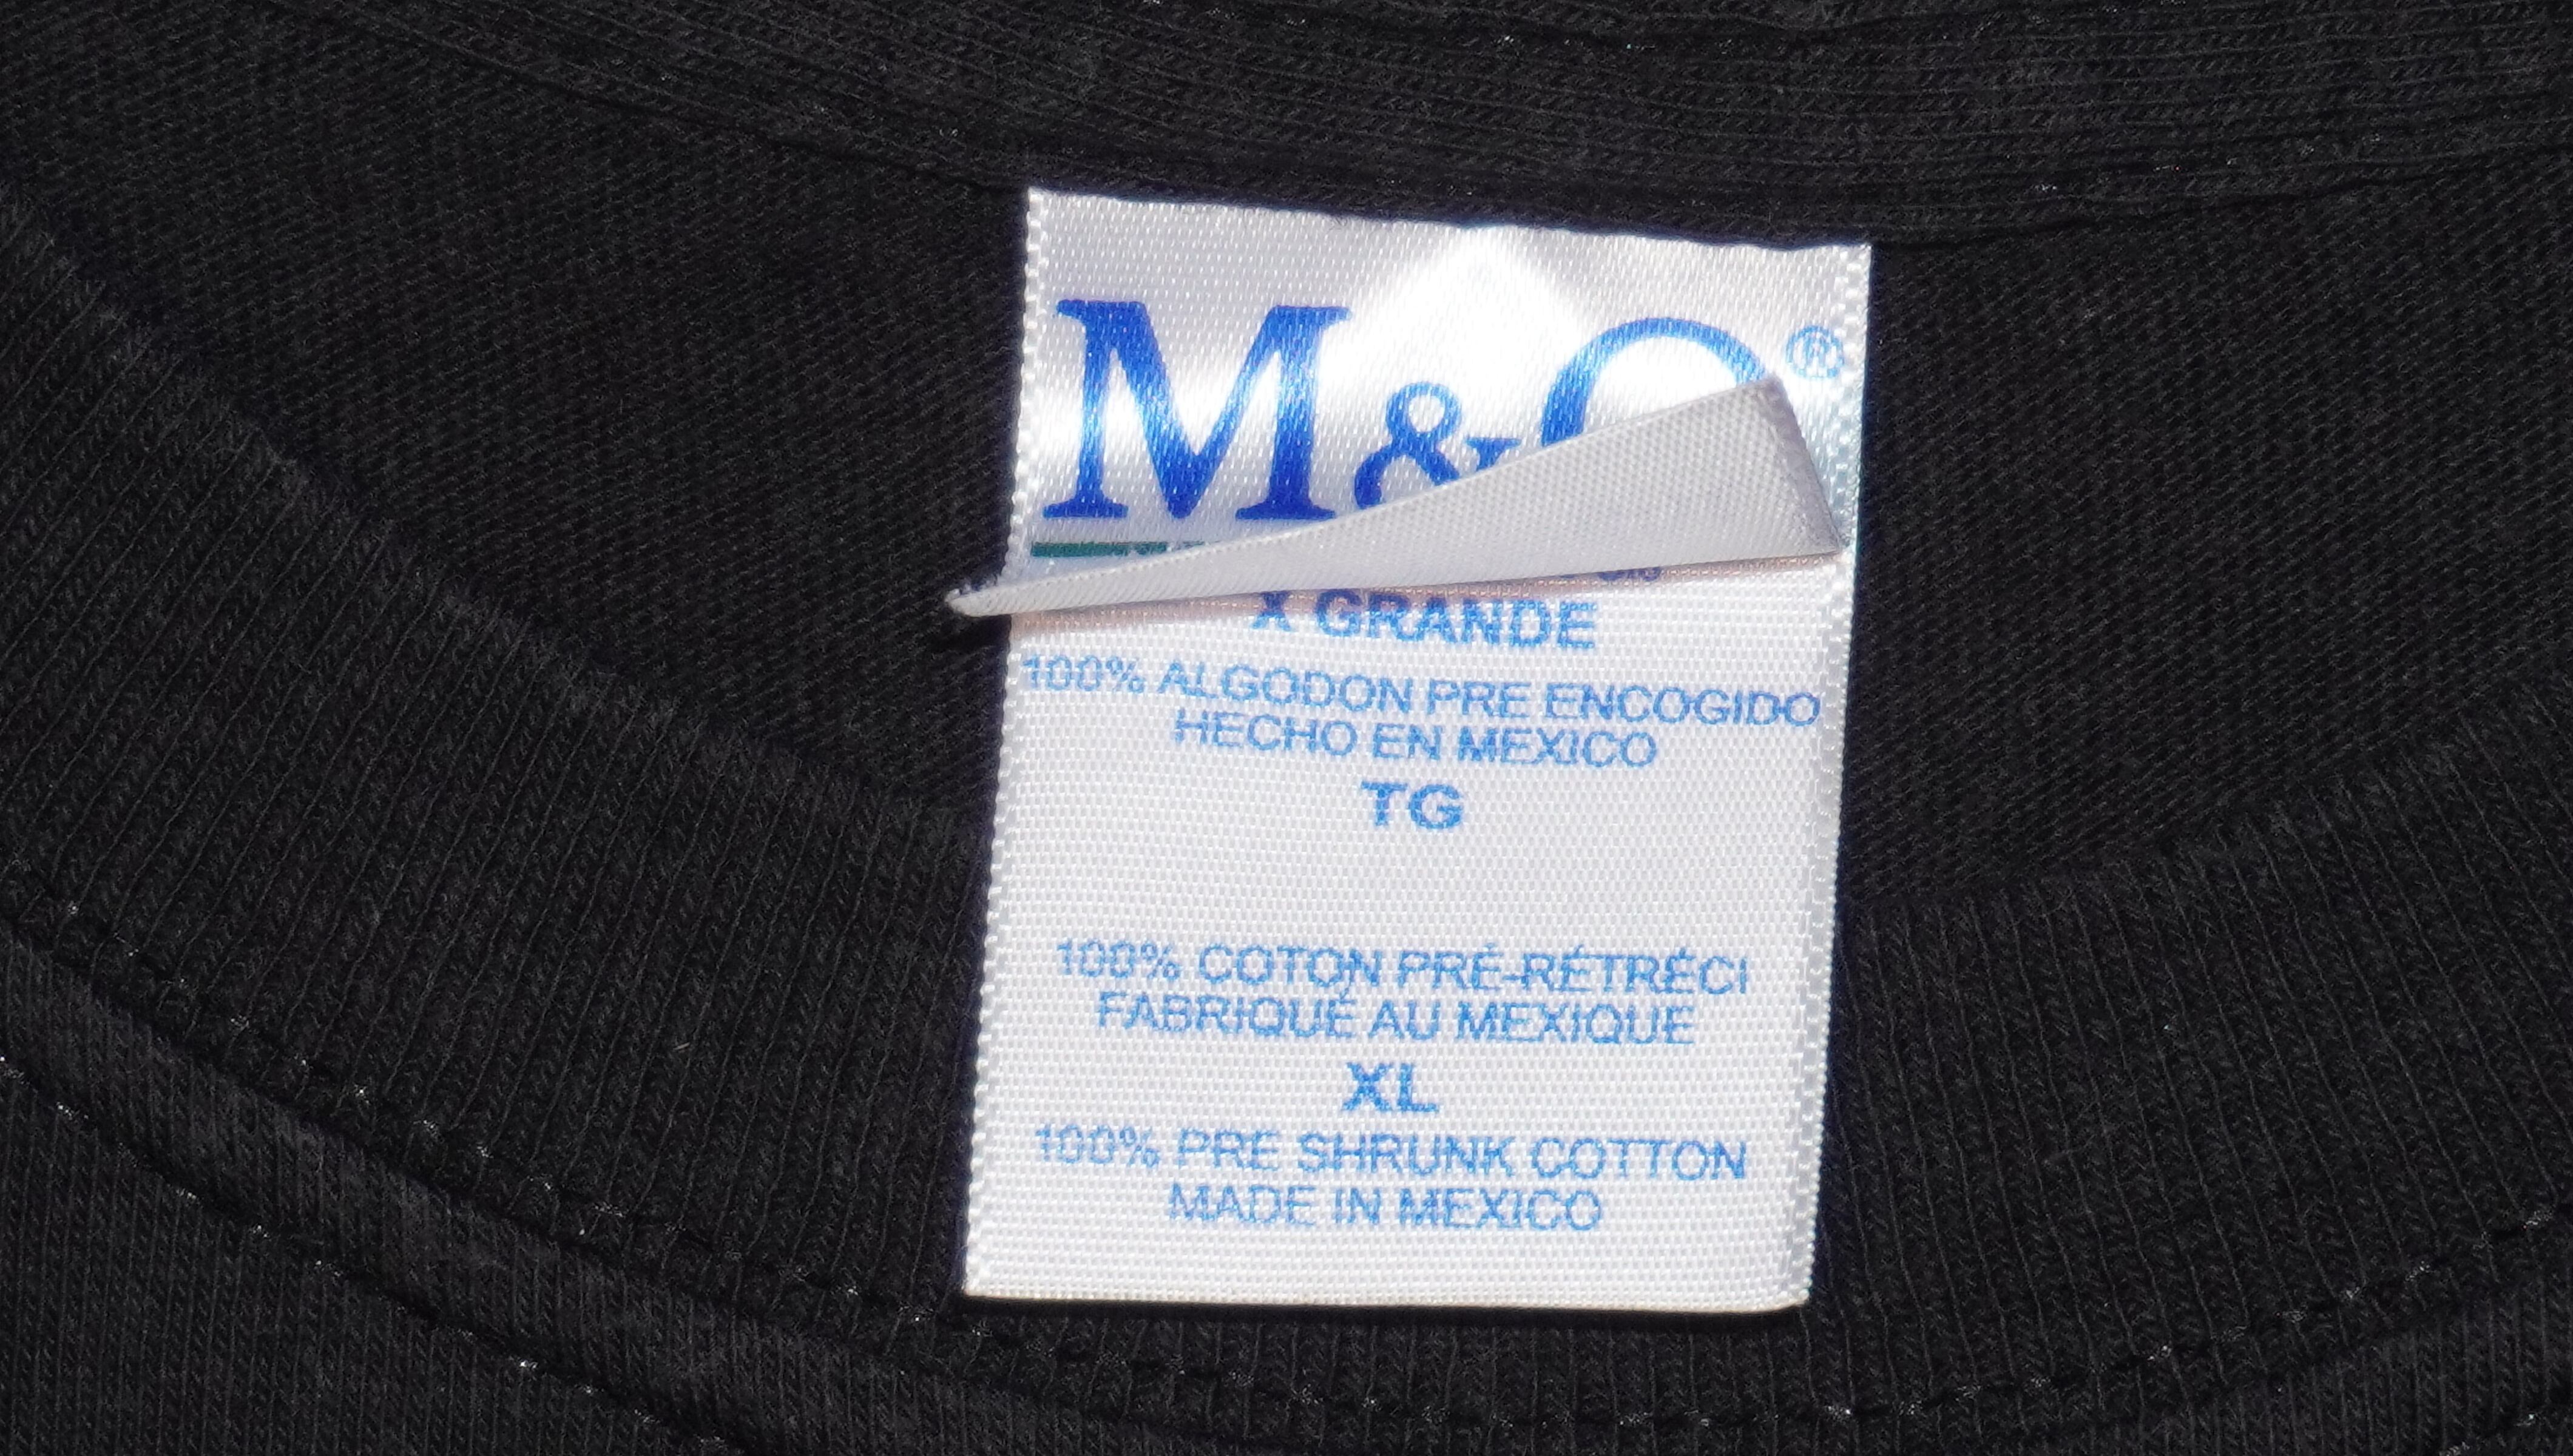 M&O®
X GRANDE
100% ALGODON PRE ENCOGIDO
HECHO EN MEXICO
TG
100% COTON PRÉ-RÉTRÉCI
FABRIQUÉ AU MEXIQUE
XL
100% PRE SHRUNK COTTON
MADE IN MEXICO